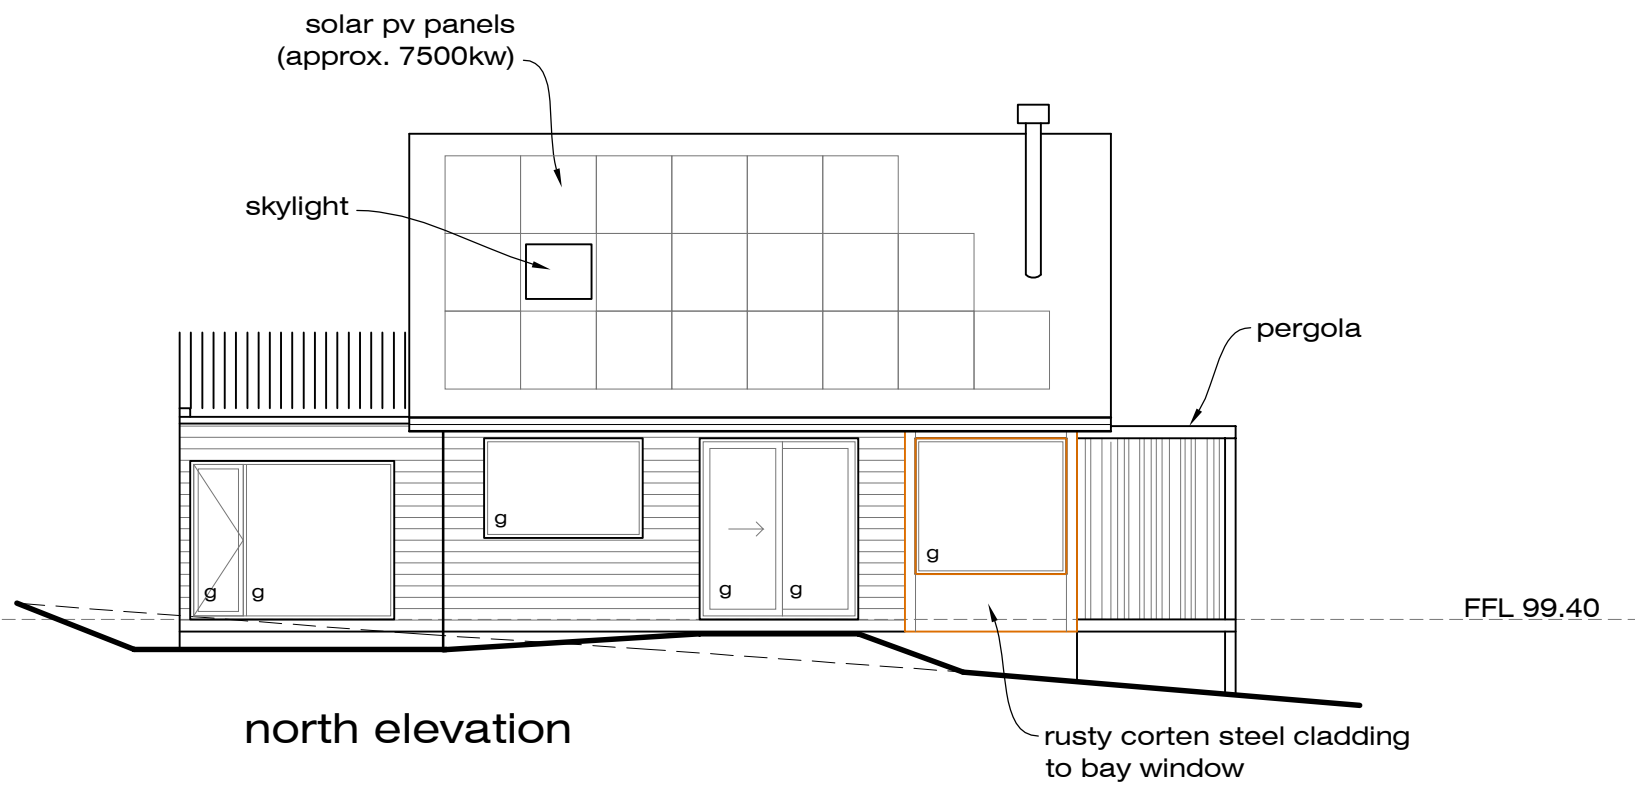 solar pv panels
(approx. 7500kw)
skylight
pergola
g
g
g
g
g
g
FFL 99.40
north elevation
rusty corten steel cladding
to bay window